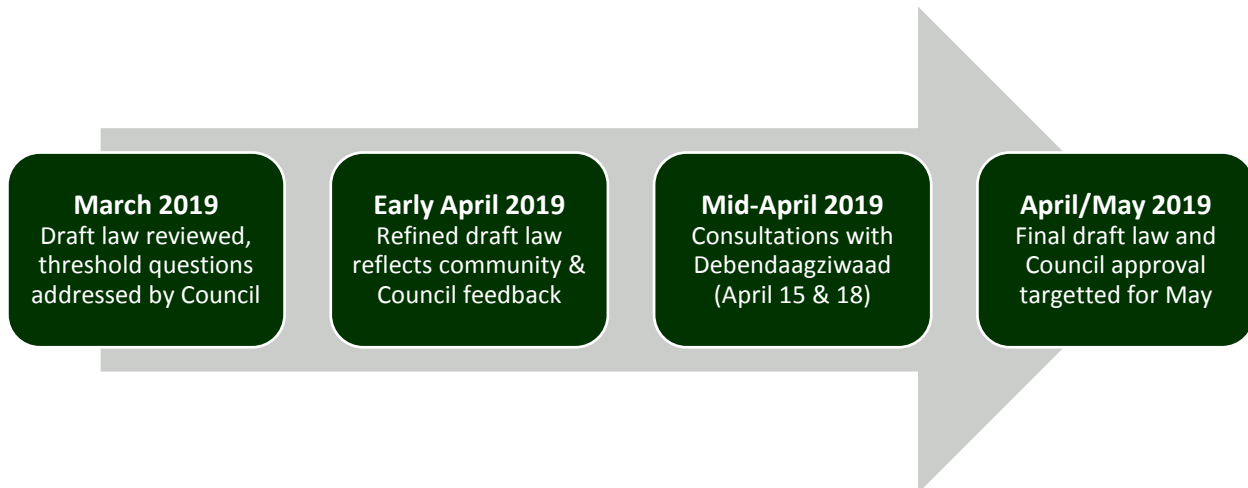 March 2019
Draft law reviewed,
threshold questions
addressed by Council
Early April 2019
Refined draft law
reflects community &
Council feedback
Mid-April 2019
Consultations with
Debendaagziwaad
(April 15 & 18)
April/May 2019
Final draft law and
Council approval
targetted for May